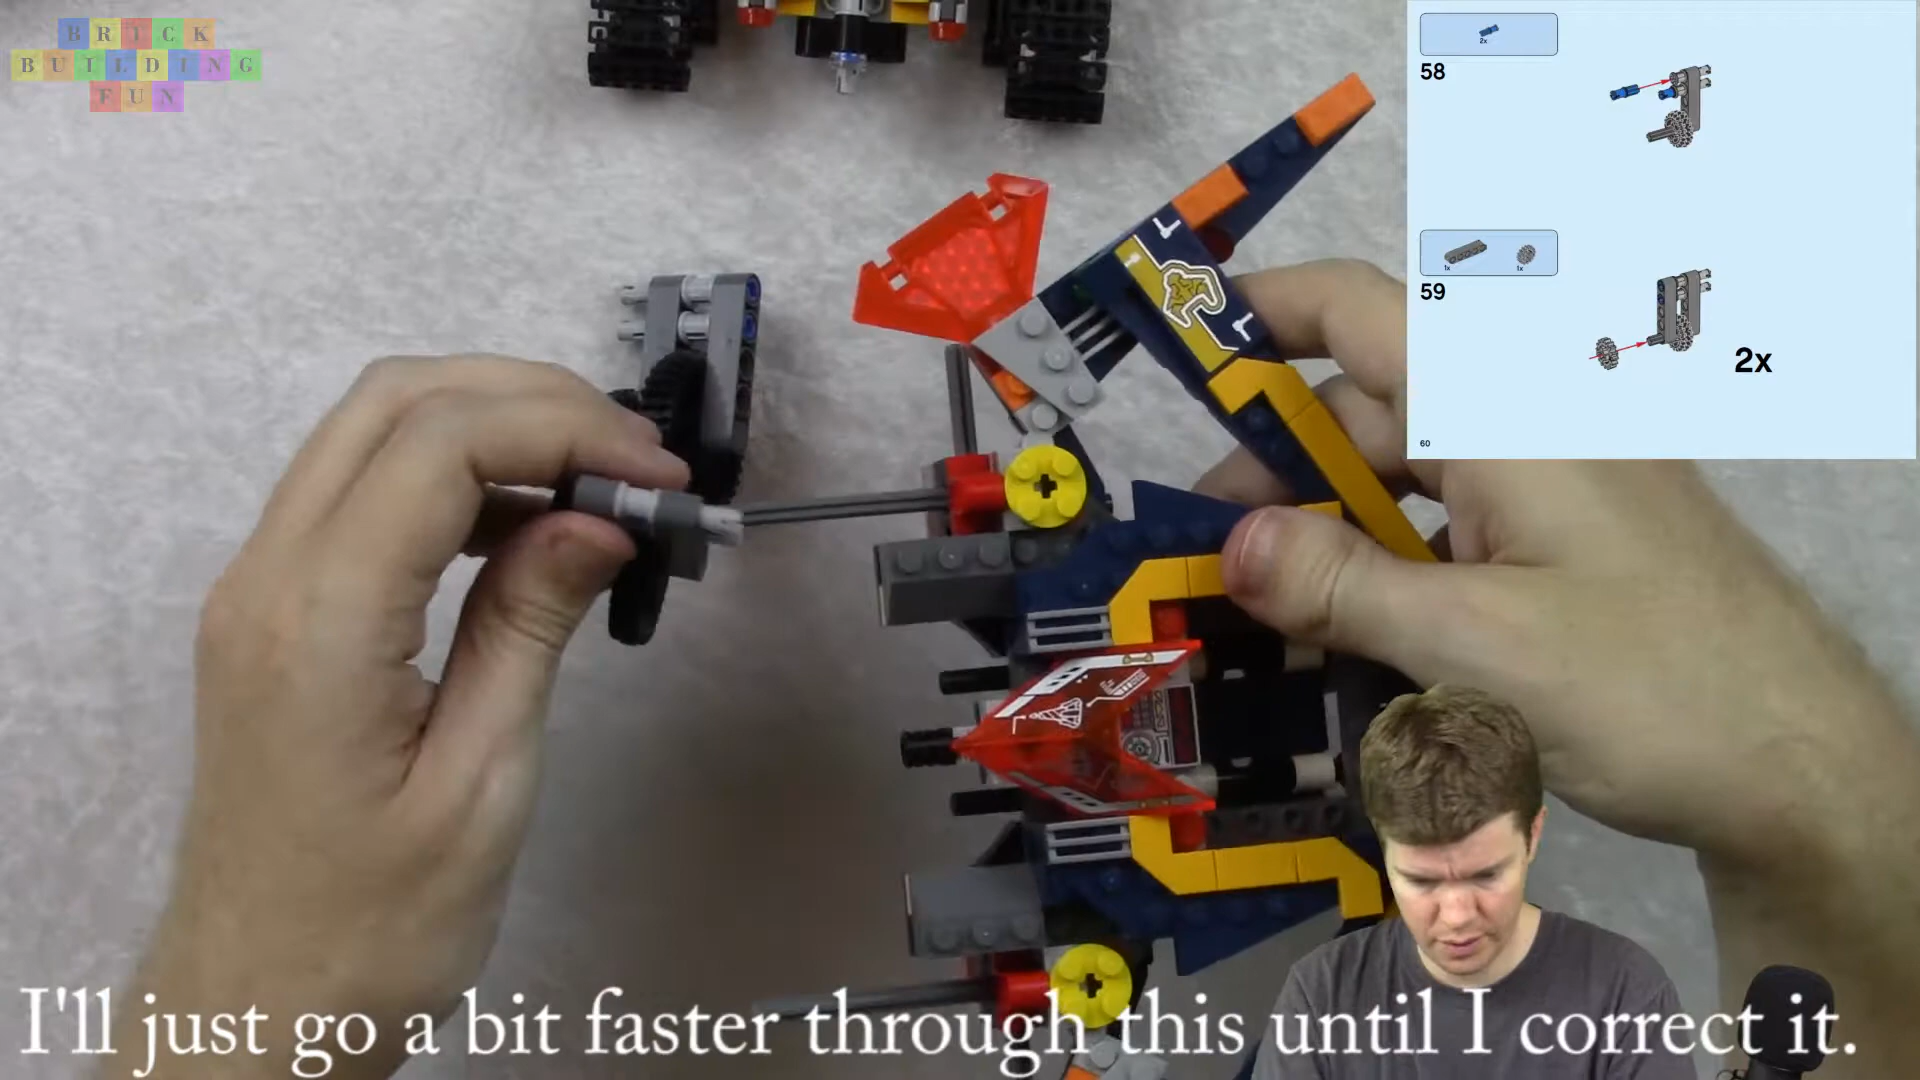 BRICK
BUILDING
FUN
2x
58
1x 1x
59
2x
60
I'll just go a bit faster through this until I correct it.